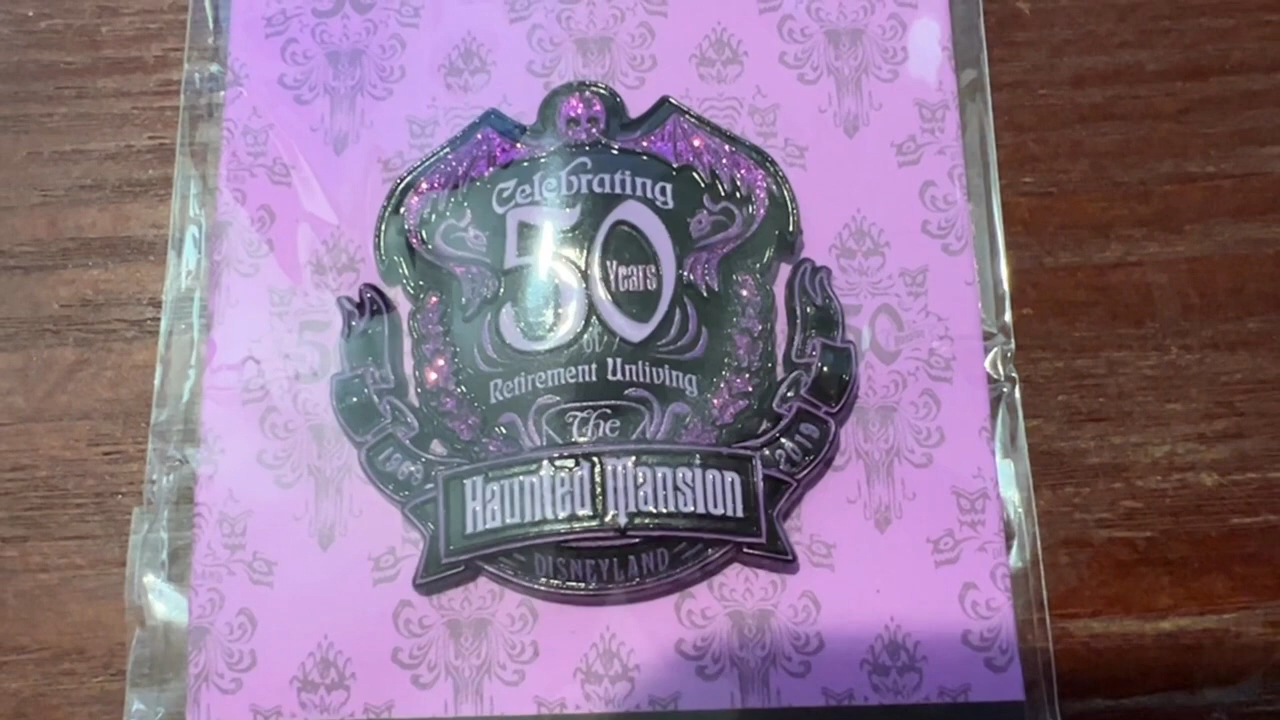 Celebrating
50
Years
of
Retirement Unliving
The
1969
2019
Haunted Mansion
DISNEYLAND